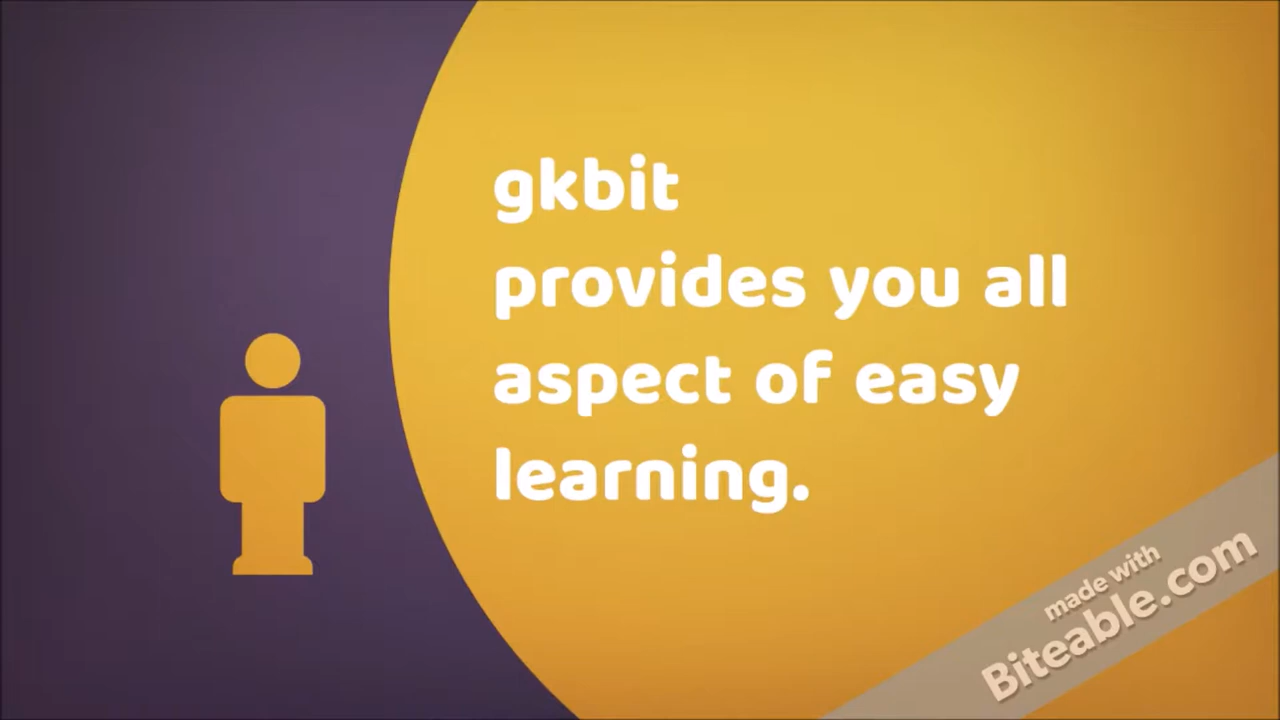 gkbit
provides you all
aspect of easy
learning.
made with
Biteable.com